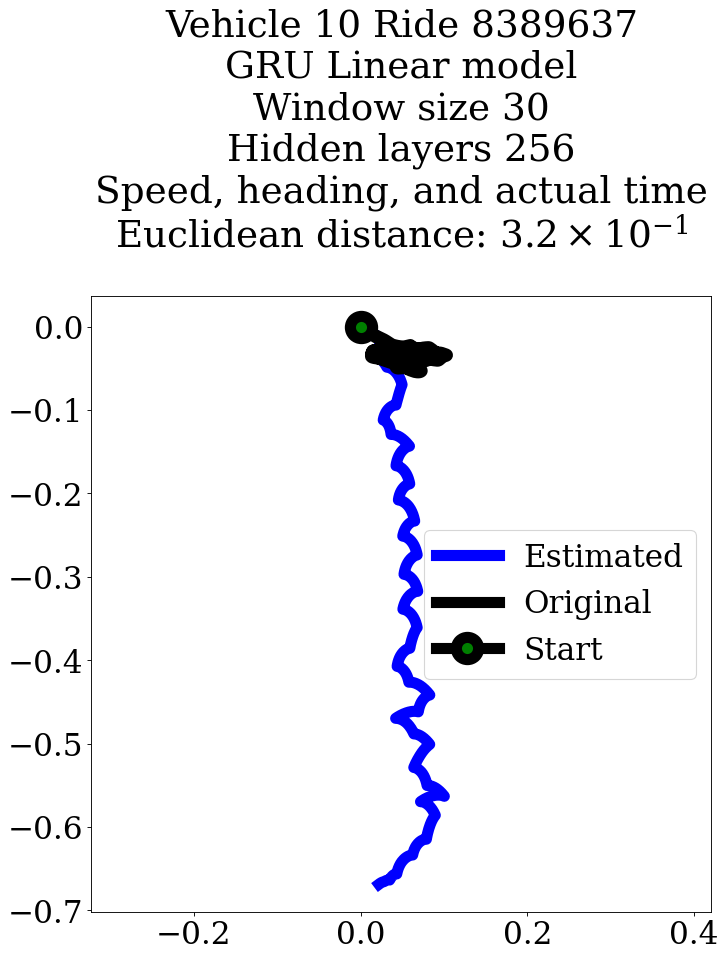 Vehicle 10 Ride 8389637
GRU Linear model
Window size 30
Hidden layers 256
Speed, heading, and actual time
Euclidean distance: 3.2 × 10⁻¹
0.0
−0.1
−0.2
−0.3
−0.4
−0.5
−0.6
−0.7
Estimated
Original
Start
−0.2 0.0 0.2 0.4